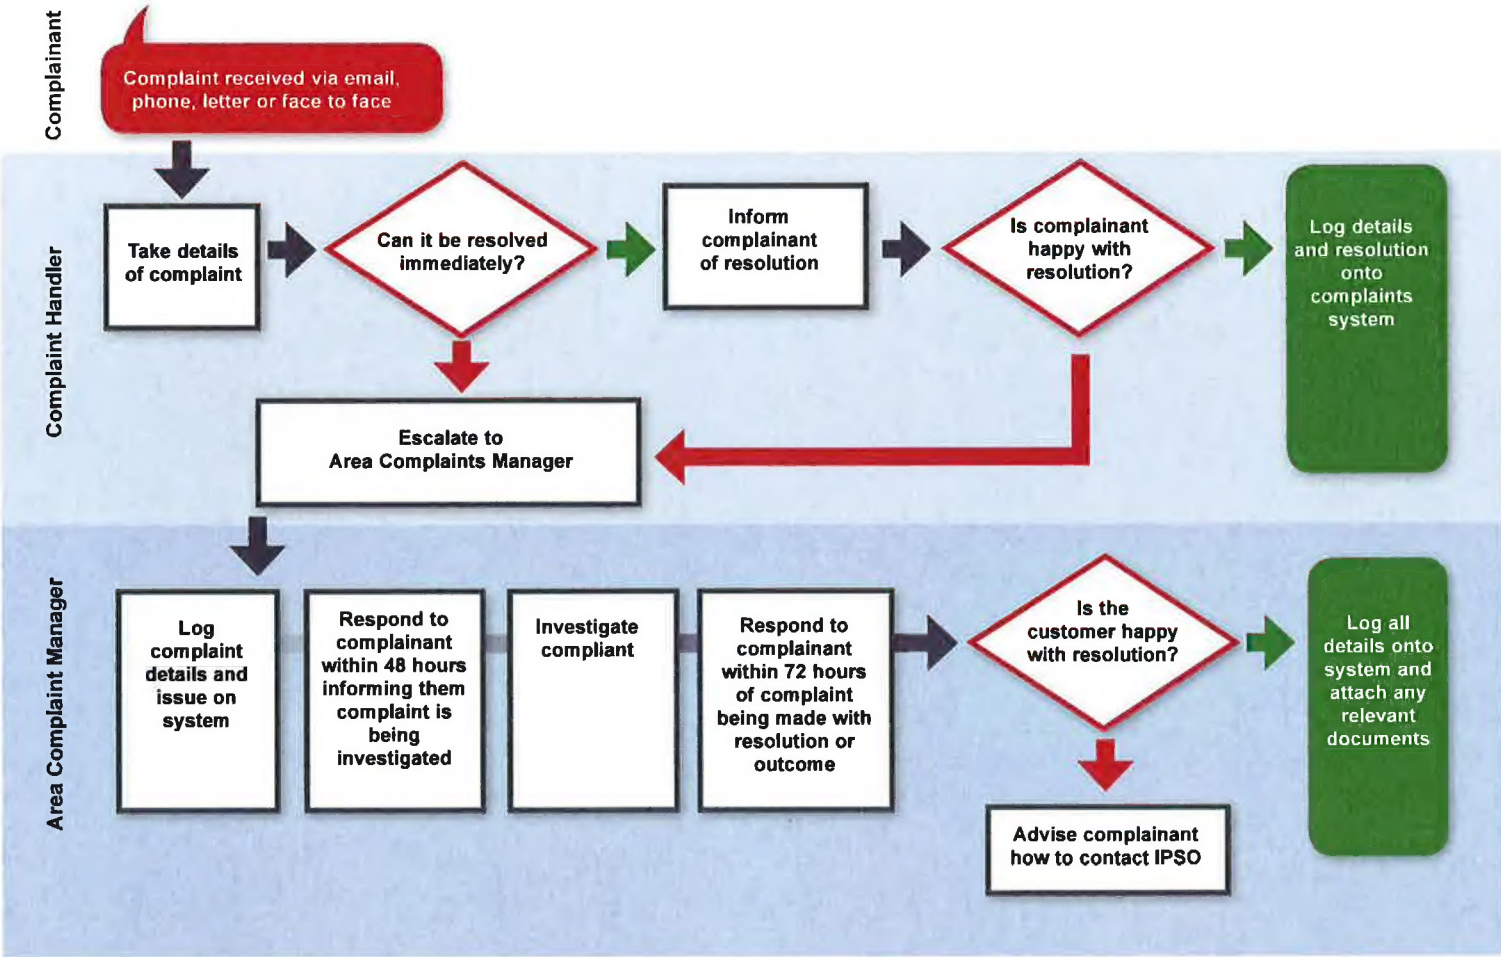 Complainant
Complaint received via email,
phone, letter or face to face
Complaint Handler
Take details
of complaint
Can it be resolved
immediately?
Inform
complainant
of resolution
Is complainant
happy with
resolution?
Log details
and resolution
onto
complaints
system
Escalate to
Area Complaints Manager
Area Complaint Manager
Log
complaint
details and
issue on
system
Respond to
complainant
within 48 hours
informing them
complaint is
being
investigated
Investigate
compliant
Respond to
complainant
within 72 hours
of complaint
being made with
resolution or
outcome
Is the
customer happy
with resolution?
Log all
details onto
system and
attach any
relevant
documents
Advise complainant
how to contact IPSO